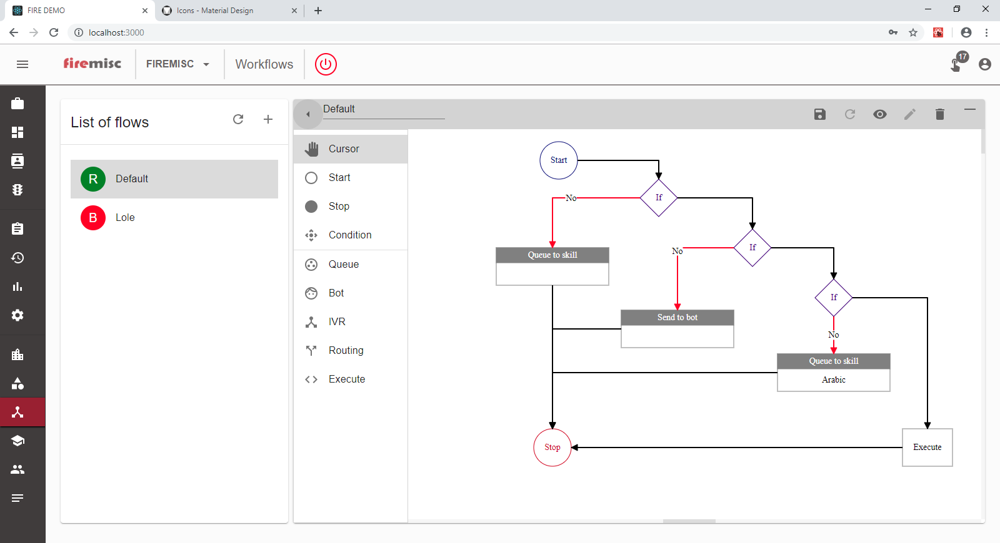 FIRE DEMO
Icons - Material Design
localhost:3000
firemisc
FIREMISC
Workflows
17
List of flows
R
Default
B
Lole
Default
Cursor
Start
Stop
Condition
Queue
Bot
IVR
Routing
Execute
Start
If
No
If
No
Queue to skill
If
Send to bot
No
Queue to skill
Arabic
Stop
Execute